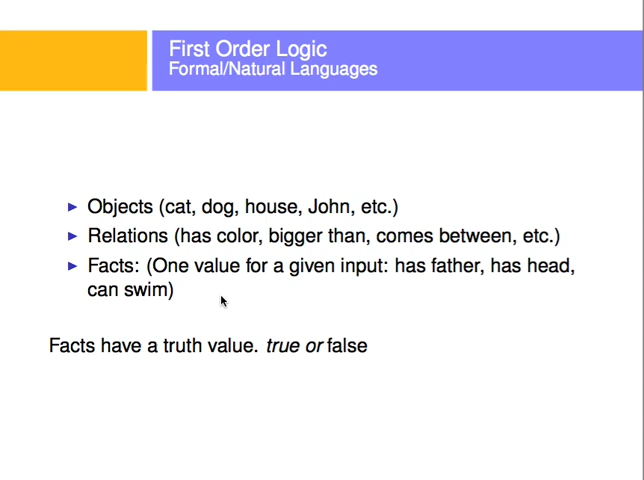 First Order Logic
Formal/Natural Languages
Objects (cat, dog, house, John, etc.)
Relations (has color, bigger than, comes between, etc.)
Facts: (One value for a given input: has father, has head,
can swim)
Facts have a truth value. true or false